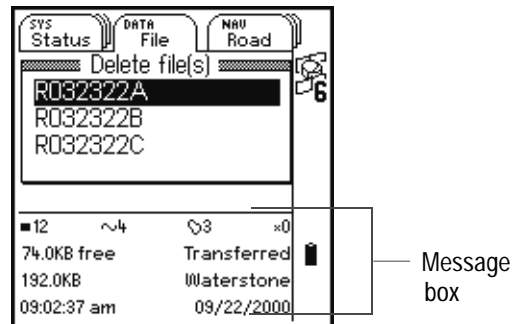 SYS DATA NAV
Status File Road
Delete file(s)
R032322A
R032322B
R032322C
6
12 4 3 ×0
74.0KB free Transferred
192.0KB Waterstone
09:02:37 am 09/22/2000
Message
box